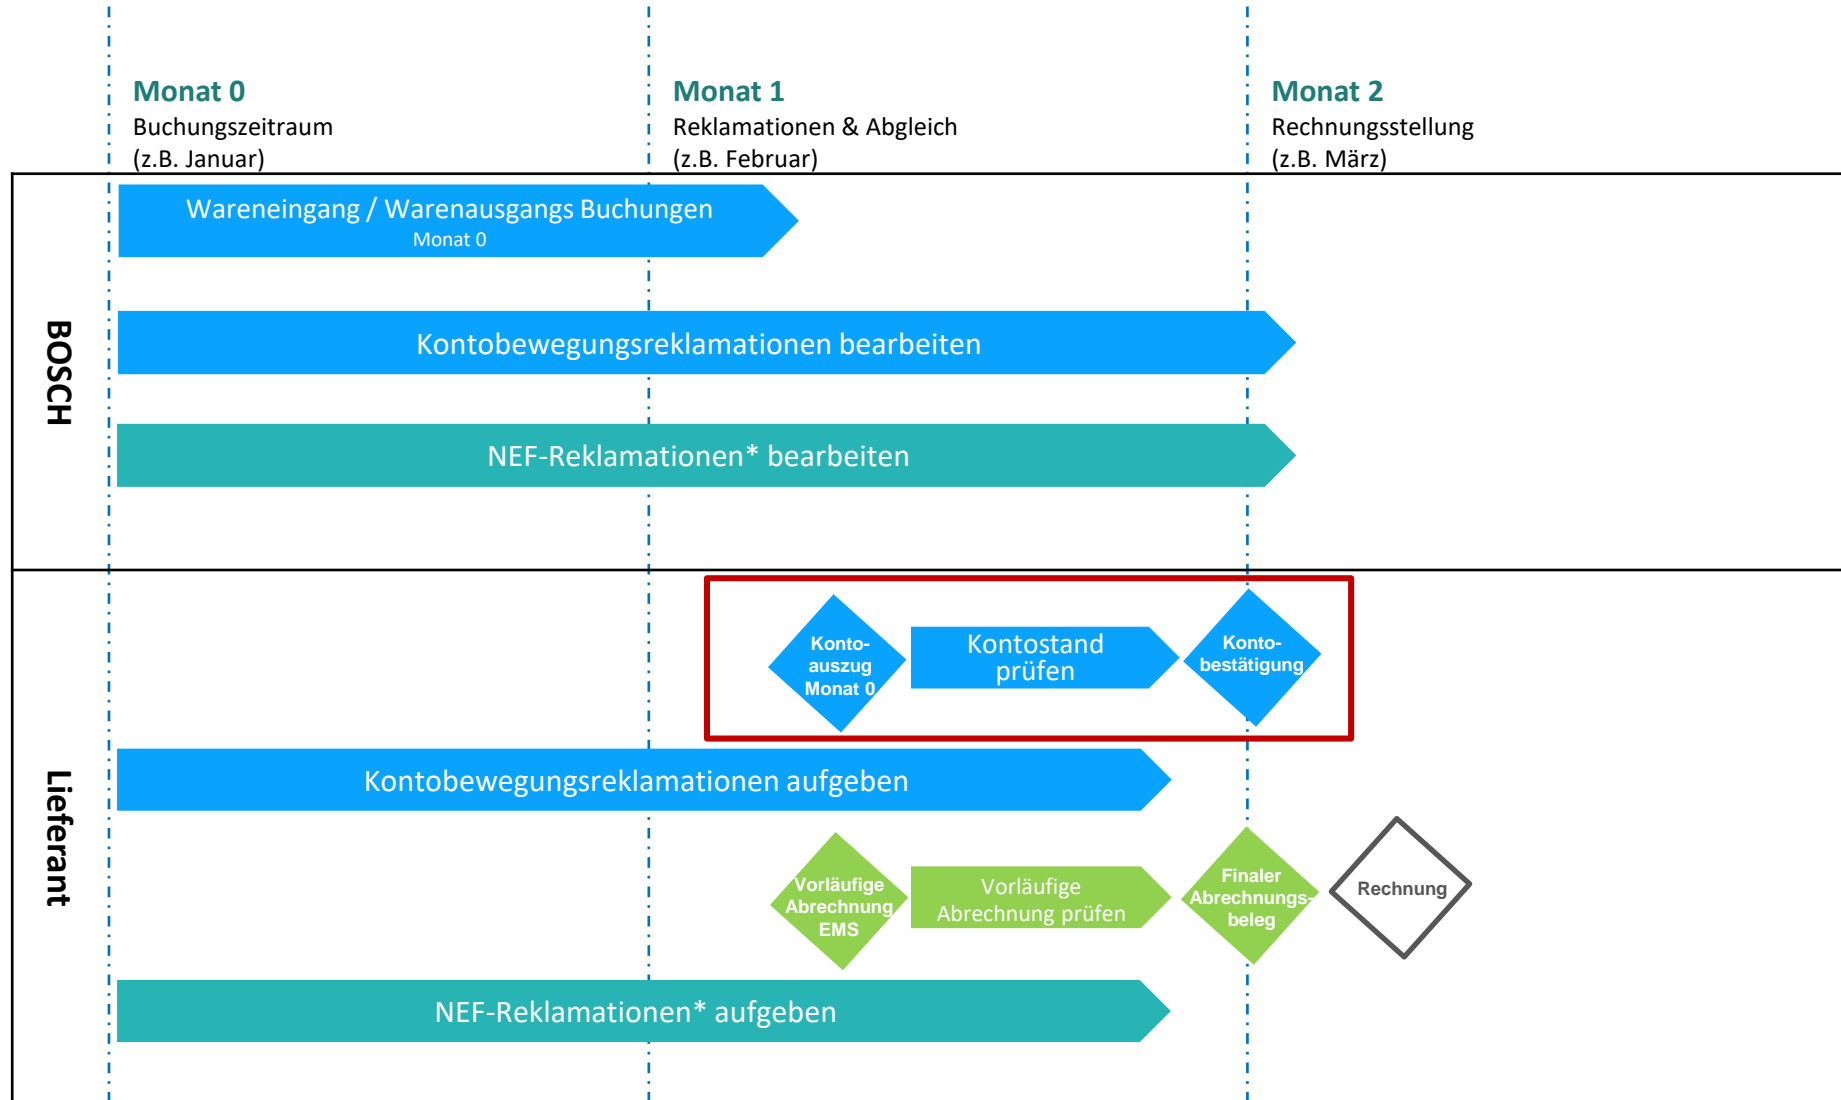 Monat 0
Buchungszeitraum
(z.B. Januar)
Monat 1
Reklamationen & Abgleich
(z.B. Februar)
Monat 2
Rechnungsstellung
(z.B. März)
BOSCH
Wareneingang / Warenausgangs Buchungen
Monat 0
Kontobewegungsreklamationen bearbeiten
NEF-Reklamationen* bearbeiten
Lieferant
Konto-
auszug
Monat 0
Kontostand
prüfen
Konto-
bestätigung
Kontobewegungsreklamationen aufgeben
Vorläufige
Abrechnung
EMS
Vorläufige
Abrechnung prüfen
Finaler
Abrechnungs-
beleg
Rechnung
NEF-Reklamationen* aufgeben